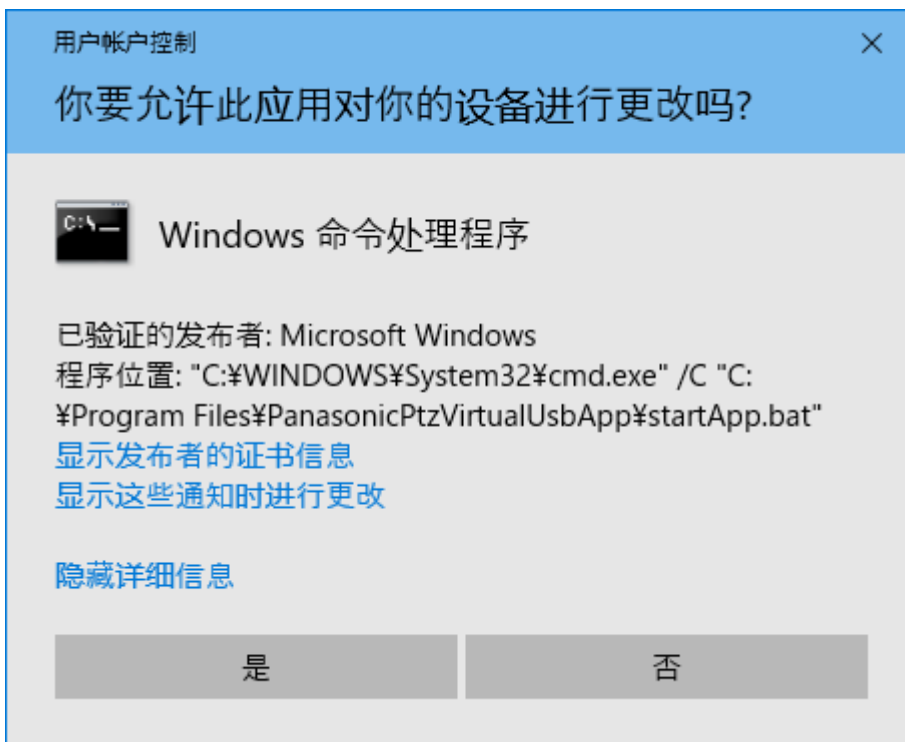 用户帐户控制
你要允许此应用对你的设备进行更改吗?
C:\
Windows 命令处理程序
已验证的发布者: Microsoft Windows
程序位置: "C:¥WINDOWS¥System32¥cmd.exe" /C "C:
¥Program Files¥PanasonicPtzVirtualUsbApp¥startApp.bat"
显示发布者的证书信息
显示这些通知时进行更改
隐藏详细信息
是
否